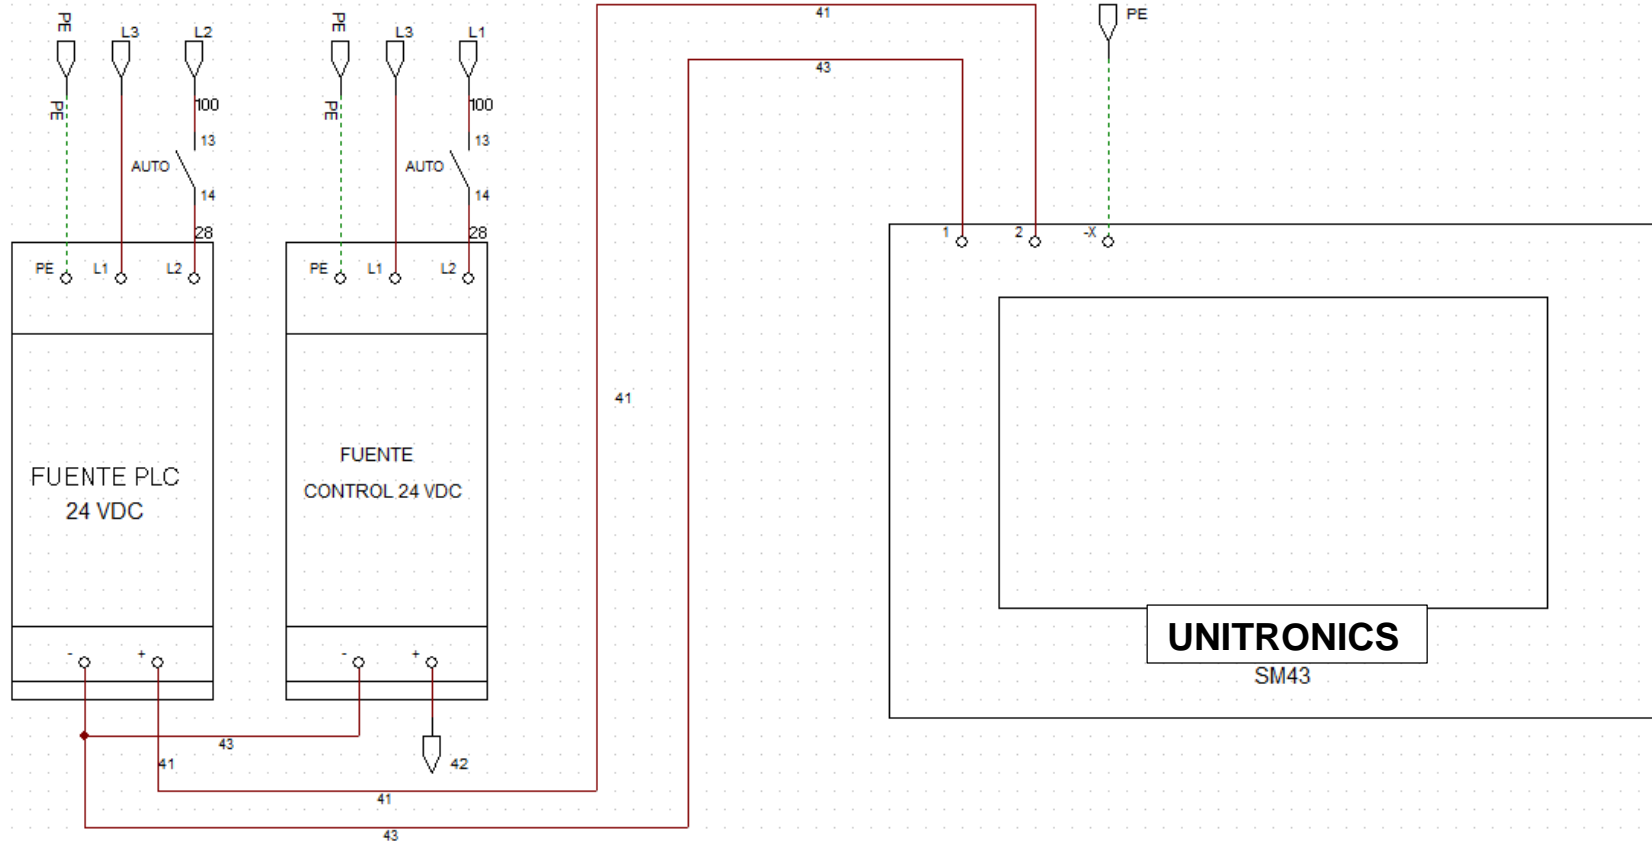 PE
L3
L2
PE
L3
L1
41
PE
43
PE
100
PE
100
13
13
AUTO
AUTO
14
14
28
28
1
2
-X
PE
L1
L2
PE
L1
L2
41
FUENTE PLC
24 VDC
FUENTE
CONTROL 24 VDC
UNITRONICS
SM43
-
+
-
+
43
41
42
41
43